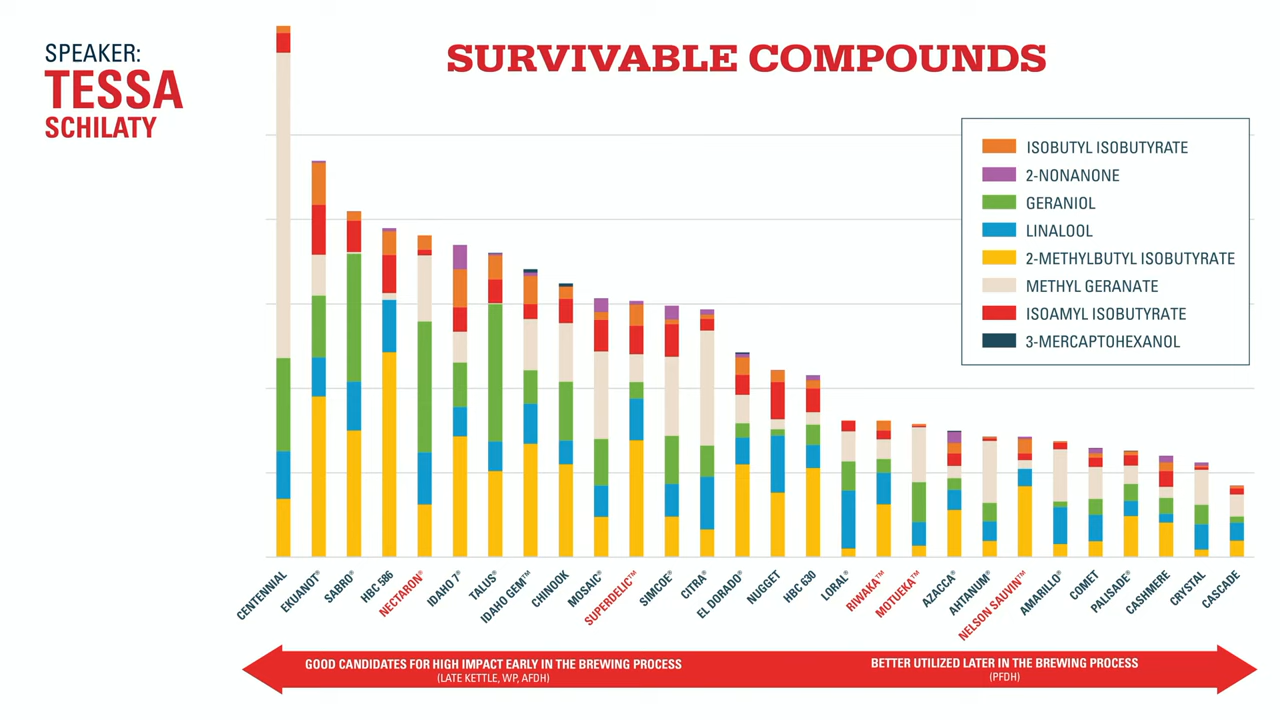 SPEAKER:
TESSA
SCHILATY
SURVIVABLE COMPOUNDS
ISOBUTYL ISOBUTYRATE
2-NONANONE
GERANIOL
LINALOOL
2-METHYLBUTYL ISOBUTYRATE
METHYL GERANATE
ISOAMYL ISOBUTYRATE
3-MERCAPTOHEXANOL
CENTENNIAL
EKUANOT®
SABRO®
HBC 586
NECTARON®
IDAHO 7®
TALUS®
IDAHO GEM™
CHINOOK
MOSAIC®
SUPERDELIC™
SIMCOE®
CITRA®
EL DORADO®
NUGGET
HBC 630
LORAL®
RIWAKA™
MOTUEKA™
AZACCA®
AHTANUM®
NELSON SAUVIN™
AMARILLO®
COMET
PALISADE®
CASHMERE
CRYSTAL
CASCADE
GOOD CANDIDATES FOR HIGH IMPACT EARLY IN THE BREWING PROCESS
(LATE KETTLE, WP, AFDH)
BETTER UTILIZED LATER IN THE BREWING PROCESS
(PFDH)